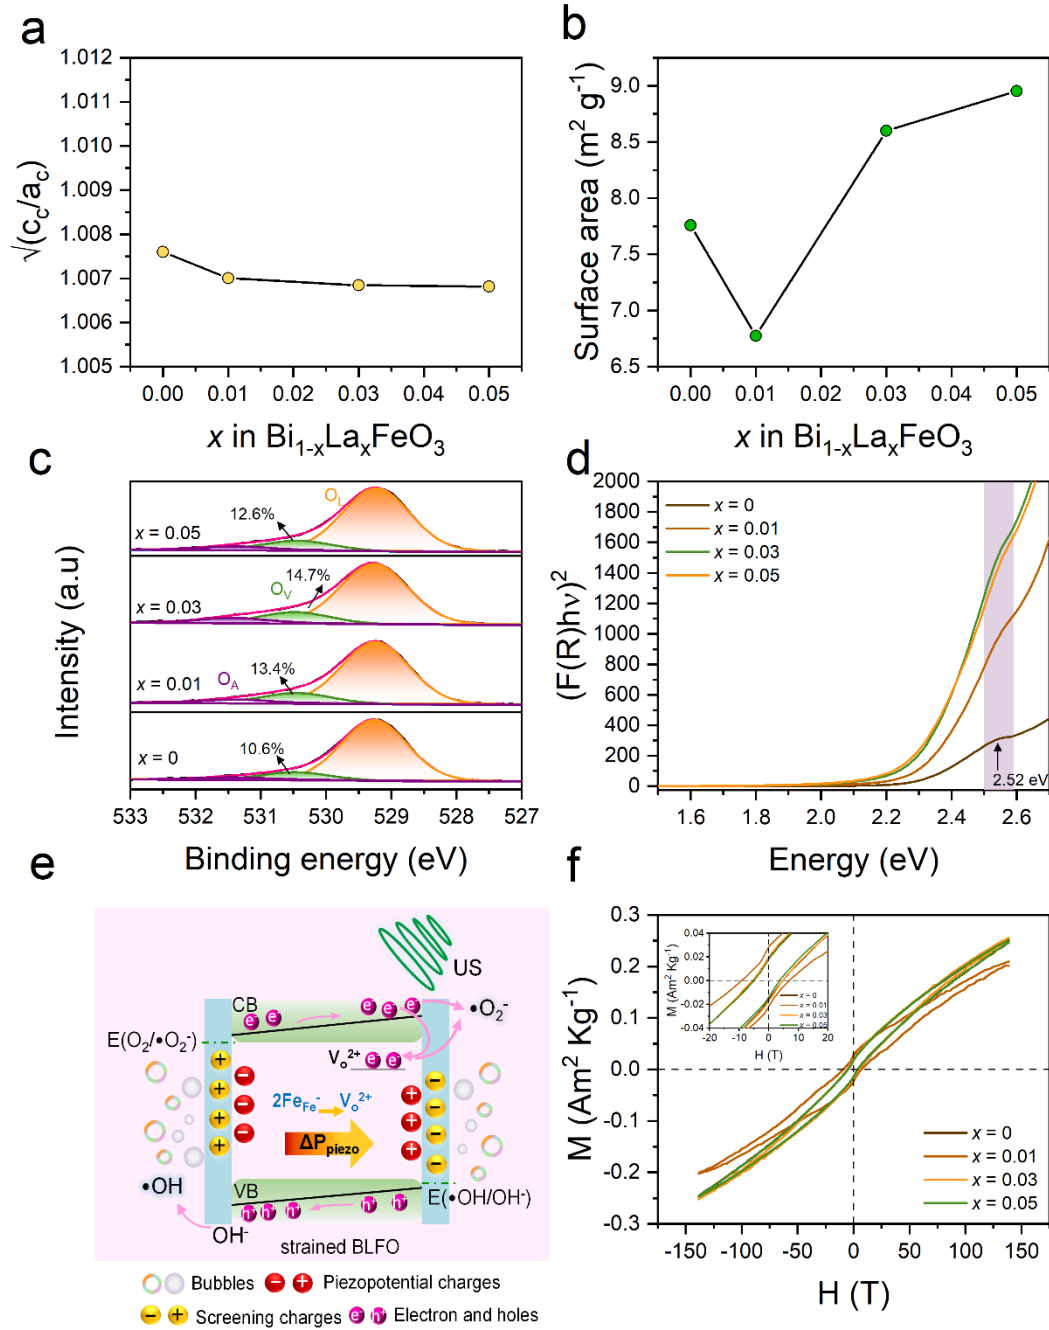 a
1.012
1.011
1.010
1.009
1.008
1.007
1.006
1.005
√(c_c/a_c)
0.00 0.01 0.02 0.03 0.04 0.05
x in Bi₁₋ₓLaₓFeO₃
b
9.0
8.5
8.0
7.5
7.0
6.5
Surface area (m² g⁻¹)
0.00 0.01 0.02 0.03 0.04 0.05
x in Bi₁₋ₓLaₓFeO₃
c
Intensity (a.u)
O_L
12.6%
x = 0.05
14.7%
O_V
x = 0.03
O_A
13.4%
x = 0.01
10.6%
x = 0
533 532 531 530 529 528 527
Binding energy (eV)
d
2000
1800
1600
1400
1200
1000
800
600
400
200
0
(F(R)hν)²
x = 0
x = 0.01
x = 0.03
x = 0.05
2.52 eV
1.6 1.8 2.0 2.2 2.4 2.6
Energy (eV)
e
US
CB
e⁻ e⁻ e⁻ e⁻ e⁻
•O₂⁻
E(O₂/•O₂⁻)
V_o²⁺ e⁻ e⁻
2Fe_Fe⁻ V_o²⁺
ΔP_piezo
•OH
VB
E(•OH/OH⁻)
h⁺ h⁺ h⁺ h⁺ h⁺
OH⁻
strained BLFO
Bubbles − + Piezopotential charges
− + Screening charges e⁻ h⁺ Electron and holes
f
0.3
0.2
0.1
0.0
-0.1
-0.2
-0.3
M (Am² Kg⁻¹)
0.04
0.02
0.00
-0.02
-0.04
M (Am² Kg⁻¹)
x = 0
x = 0.01
x = 0.03
x = 0.05
-20 -10 0 10 20
H (T)
x = 0
x = 0.01
x = 0.03
x = 0.05
-150 -100 -50 0 50 100 150
H (T)